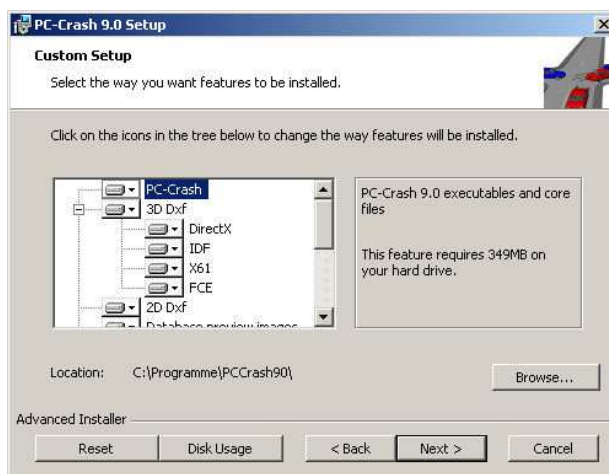 PC-Crash 9.0 Setup
Custom Setup
Select the way you want features to be installed.
Click on the icons in the tree below to change the way features will be installed.
PC-Crash
3D Dxf
DirectX
IDF
X61
FCE
2D Dxf
Database preview images
PC-Crash 9.0 executables and core
files
This feature requires 349MB on
your hard drive.
Location: C:\Programme\PCCrash90\
Browse...
Advanced Installer
Reset Disk Usage < Back Next > Cancel